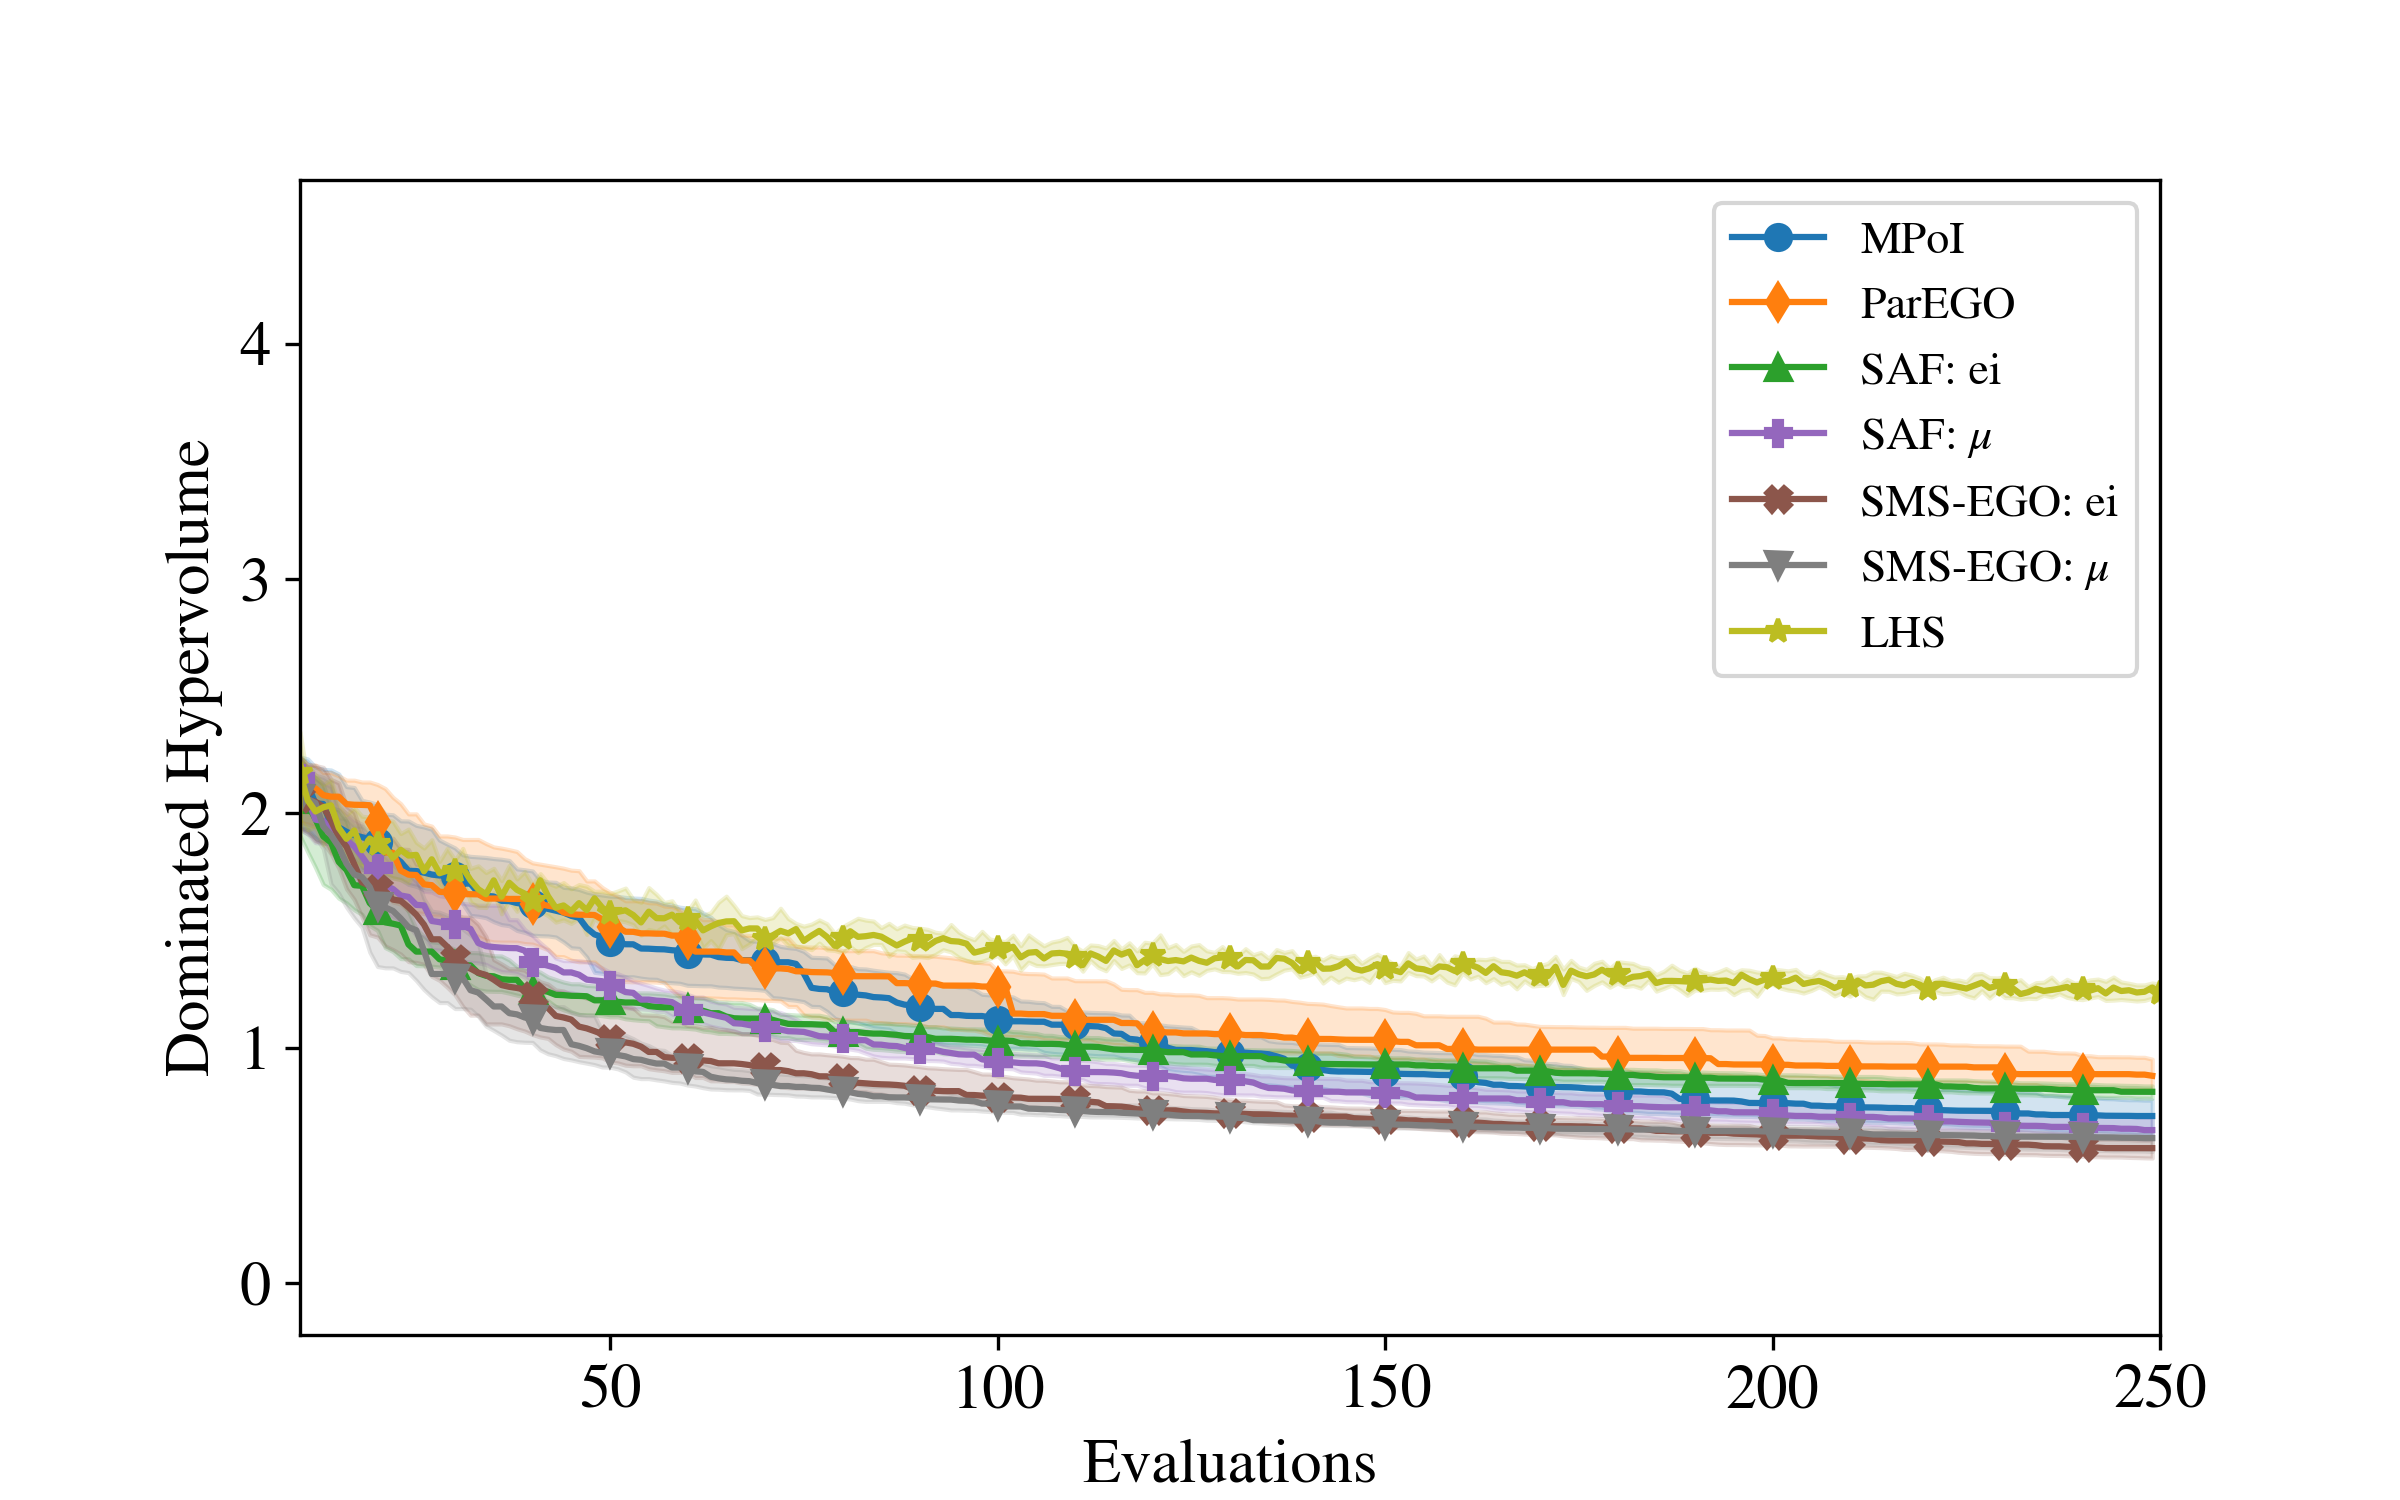 MPoI
ParEGO
SAF: ei
SAF: μ
SMS-EGO: ei
SMS-EGO: μ
LHS
Dominated Hypervolume
4
3
2
1
0
50 100 150 200 250
Evaluations